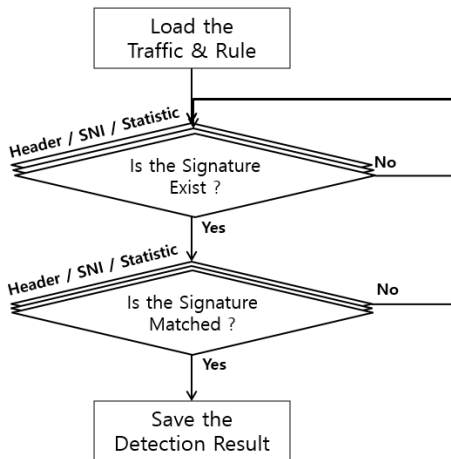 Load the
Traffic & Rule
Header / SNI / Statistic
Is the Signature
Exist ?
No
Yes
Header / SNI / Statistic
Is the Signature
Matched ?
No
Yes
Save the
Detection Result